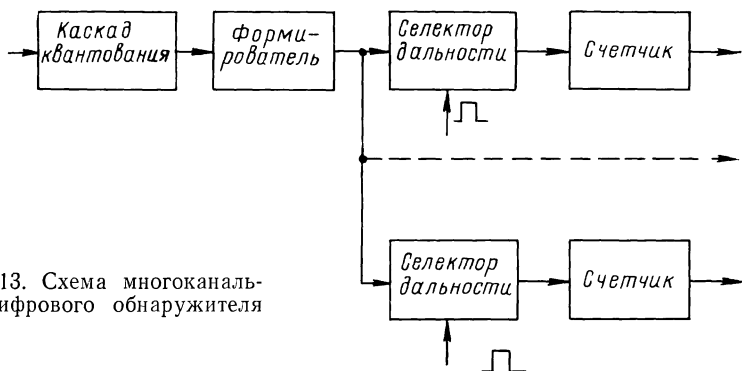 Каскад
квантования
Форми-
рователь
Селектор
дальности
Счетчик
Селектор
дальности
Счетчик
13. Схема многоканаль-
ифрового обнаружителя